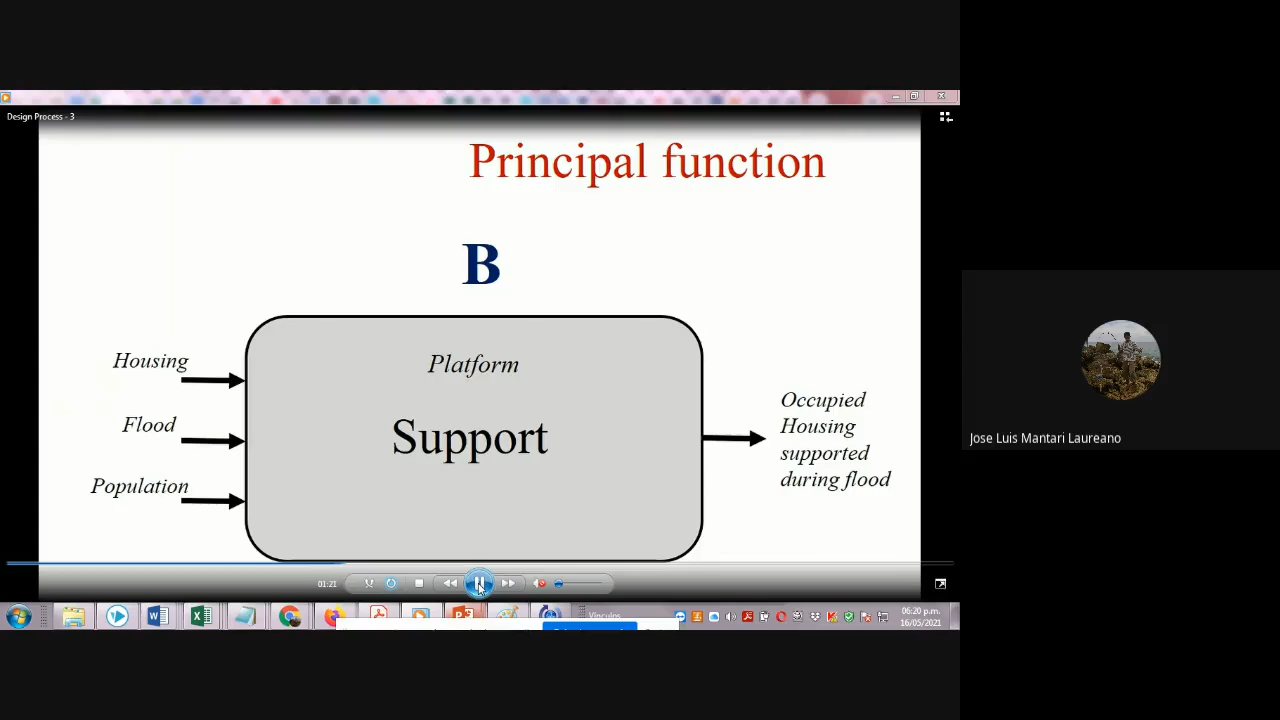 Design Process - 3
Principal function
B
Housing
Platform
Flood
Support
Population
Occupied
Housing
supported
during flood
Jose Luis Mantari Laureano
01:21
Vínculos
06:20 p.m.
16/05/2021